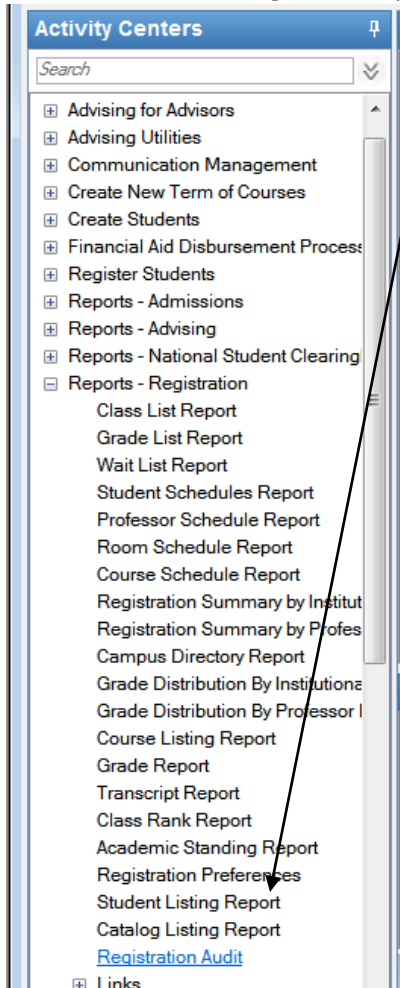 Activity Centers
Search
Advising for Advisors
Advising Utilities
Communication Management
Create New Term of Courses
Create Students
Financial Aid Disbursement Process
Register Students
Reports - Admissions
Reports - Advising
Reports - National Student Clearing
Reports - Registration
Class List Report
Grade List Report
Wait List Report
Student Schedules Report
Professor Schedule Report
Room Schedule Report
Course Schedule Report
Registration Summary by Institut
Registration Summary by Profes
Campus Directory Report
Grade Distribution By Institutiona
Grade Distribution By Professor
Course Listing Report
Grade Report
Transcript Report
Class Rank Report
Academic Standing Report
Registration Preferences
Student Listing Report
Catalog Listing Report
Registration Audit
Links